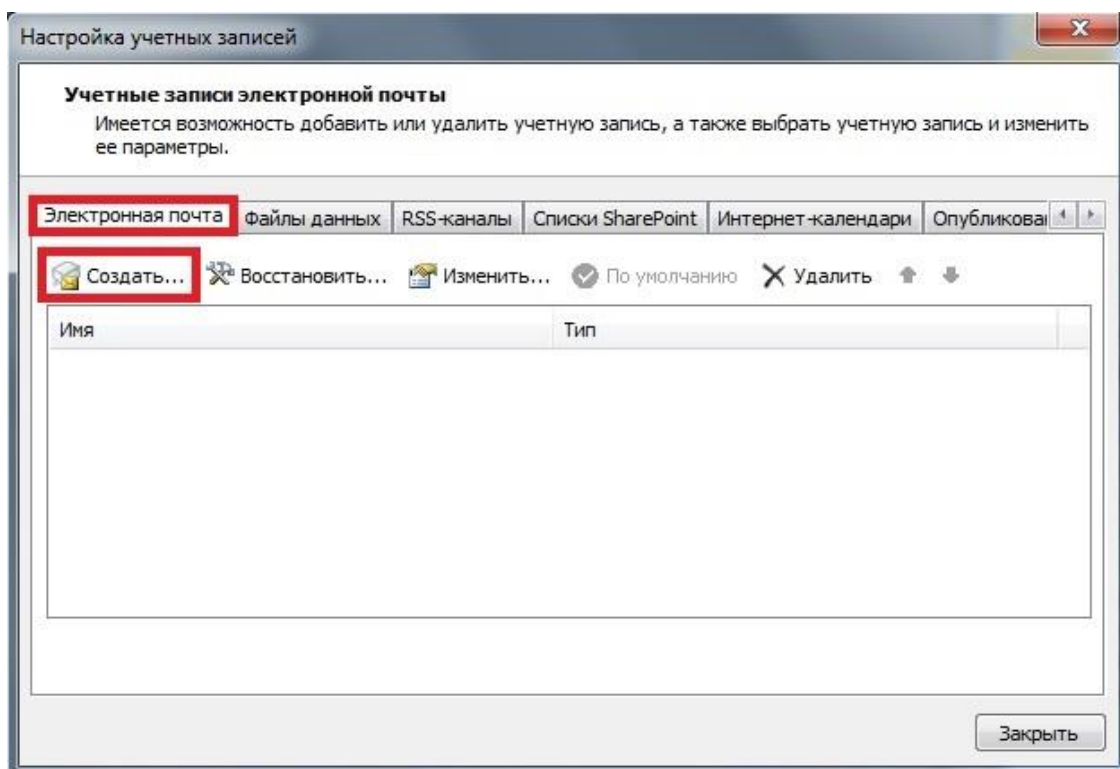 Настройка учетных записей
Учетные записи электронной почты
Имеется возможность добавить или удалить учетную запись, а также выбрать учетную запись и изменить
ее параметры.
Электронная почта Файлы данных RSS-каналы Списки SharePoint Интернет-календари Опубликова
Создать... Восстановить... Изменить... По умолчанию Удалить
Имя Тип
Закрыть